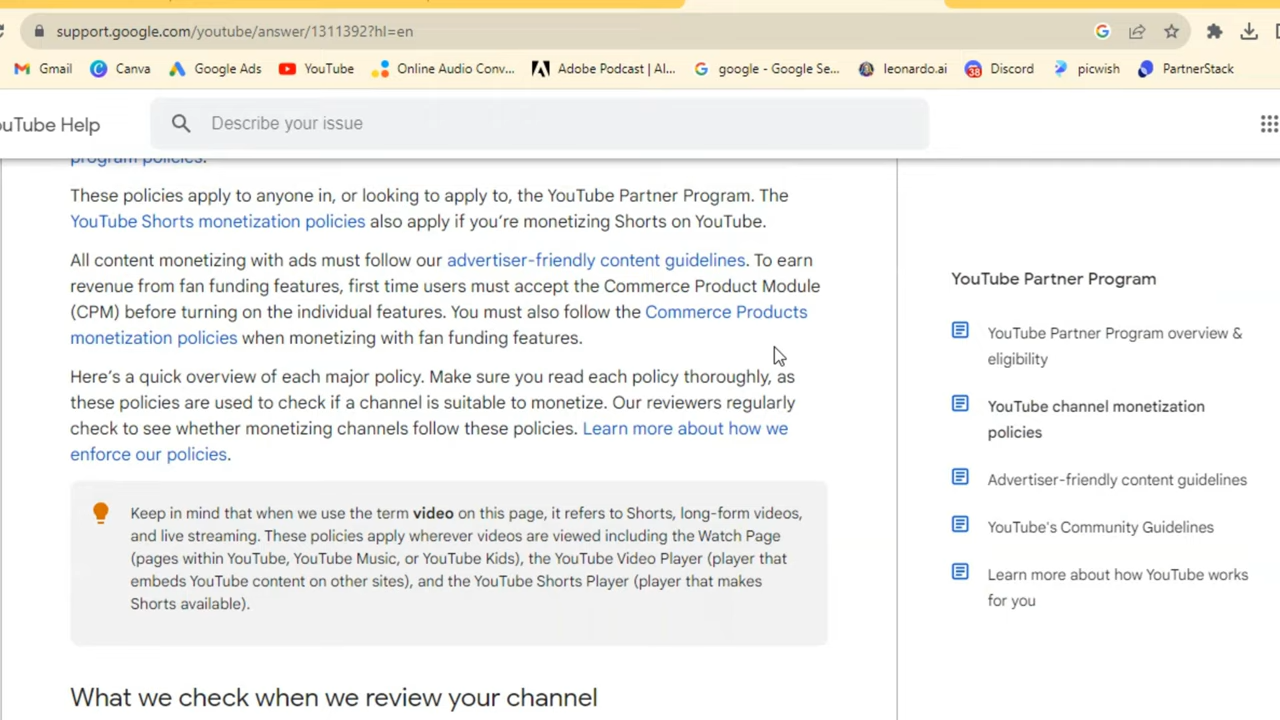 support.google.com/youtube/answer/1311392?hl=en
Gmail Canva Google Ads YouTube Online Audio Conv... Adobe Podcast | Al... google - Google Se... leonardo.ai 38 Discord picwish PartnerStack
ouTube Help Describe your issue
program policies.
These policies apply to anyone in, or looking to apply to, the YouTube Partner Program. The
YouTube Shorts monetization policies also apply if you’re monetizing Shorts on YouTube.
All content monetizing with ads must follow our advertiser-friendly content guidelines. To earn
revenue from fan funding features, first time users must accept the Commerce Product Module
(CPM) before turning on the individual features. You must also follow the Commerce Products
monetization policies when monetizing with fan funding features.
Here’s a quick overview of each major policy. Make sure you read each policy thoroughly, as
these policies are used to check if a channel is suitable to monetize. Our reviewers regularly
check to see whether monetizing channels follow these policies. Learn more about how we
enforce our policies.
Keep in mind that when we use the term video on this page, it refers to Shorts, long-form videos,
and live streaming. These policies apply wherever videos are viewed including the Watch Page
(pages within YouTube, YouTube Music, or YouTube Kids), the YouTube Video Player (player that
embeds YouTube content on other sites), and the YouTube Shorts Player (player that makes
Shorts available).
What we check when we review your channel
YouTube Partner Program
YouTube Partner Program overview &
eligibility
YouTube channel monetization
policies
Advertiser-friendly content guidelines
YouTube's Community Guidelines
Learn more about how YouTube works
for you